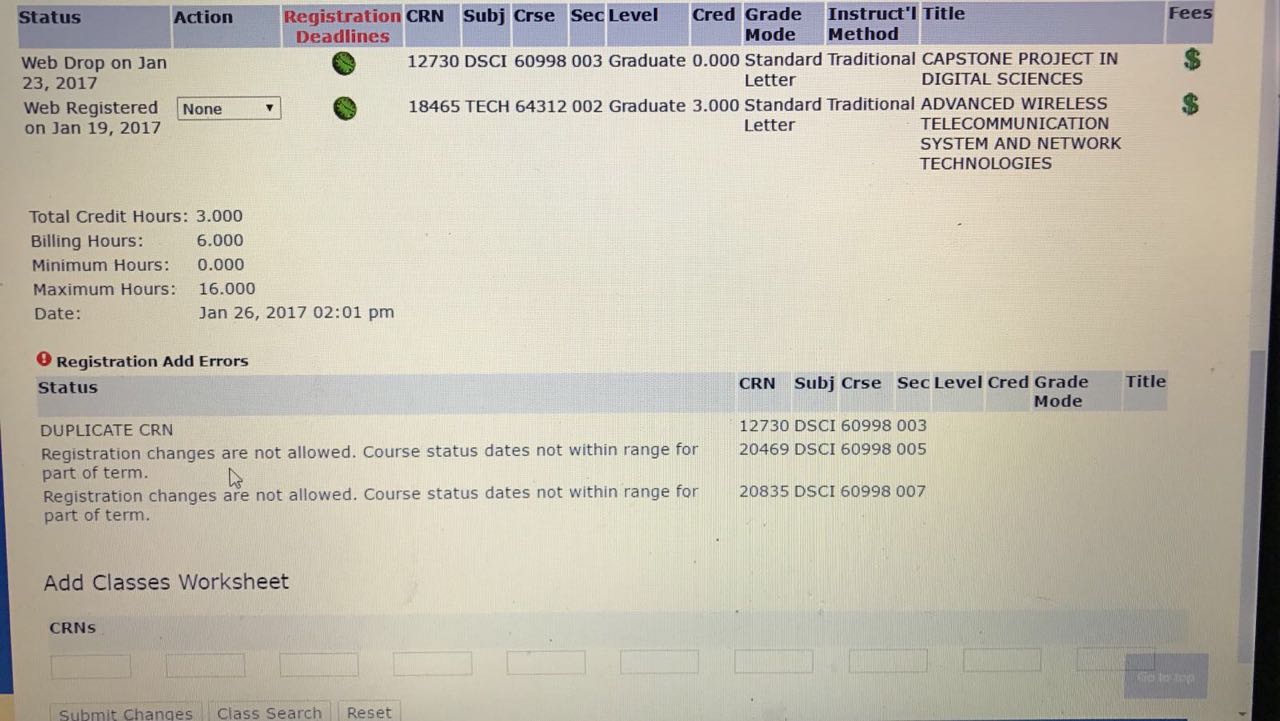 Status Action Registration Deadlines CRN Subj Crse Sec Level Cred Grade Mode Instruct'l Method Title Fees
Web Drop on Jan 12730 DSCI 60998 003 Graduate 0.000 Standard Traditional CAPSTONE PROJECT IN
23, 2017 Letter DIGITAL SCIENCES
Web Registered None 18465 TECH 64312 002 Graduate 3.000 Standard Traditional ADVANCED WIRELESS
on Jan 19, 2017 Letter TELECOMMUNICATION
SYSTEM AND NETWORK
TECHNOLOGIES
Total Credit Hours: 3.000
Billing Hours: 6.000
Minimum Hours: 0.000
Maximum Hours: 16.000
Date: Jan 26, 2017 02:01 pm
Registration Add Errors
Status CRN Subj Crse Sec Level Cred Grade Mode Title
DUPLICATE CRN 12730 DSCI 60998 003
Registration changes are not allowed. Course status dates not within range for 20469 DSCI 60998 005
part of term.
Registration changes are not allowed. Course status dates not within range for 20835 DSCI 60998 007
part of term.
Add Classes Worksheet
CRNs
Go to top
Submit Changes Class Search Reset